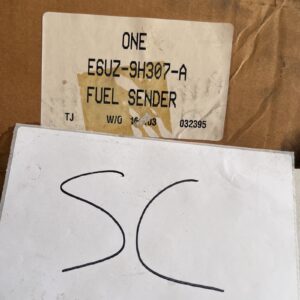 ONE
E6UZ-9H307-A
FUEL SENDER
TJ W/O 032395
SC